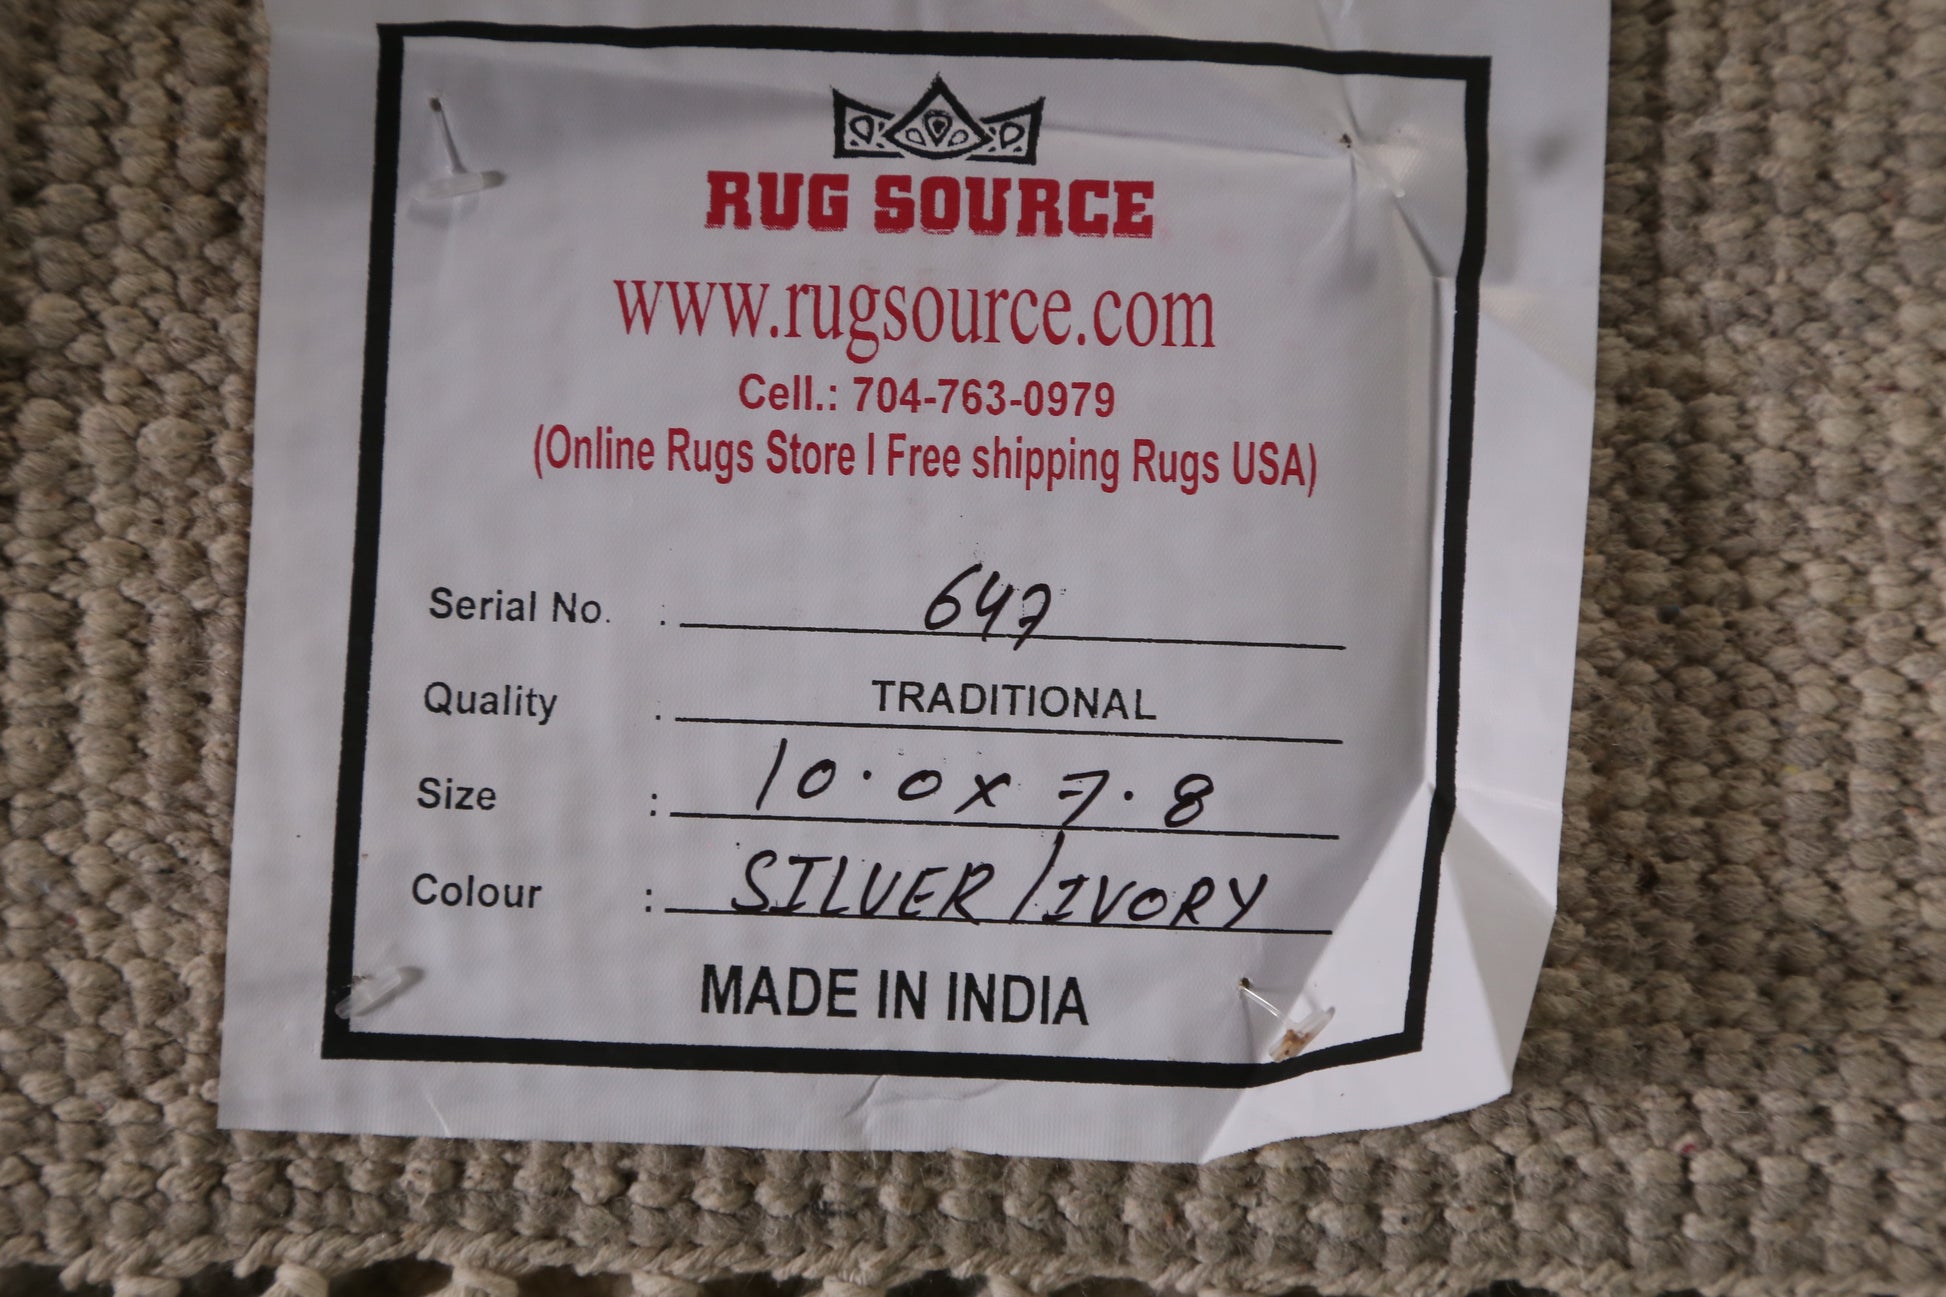 RUG SOURCE
www.rugsource.com
Cell.: 704-763-0979
(Online Rugs Store I Free shipping Rugs USA)
Serial No. : 647
Quality : TRADITIONAL
Size : 10.0 x 7.8
Colour : SILVER / IVORY
MADE IN INDIA